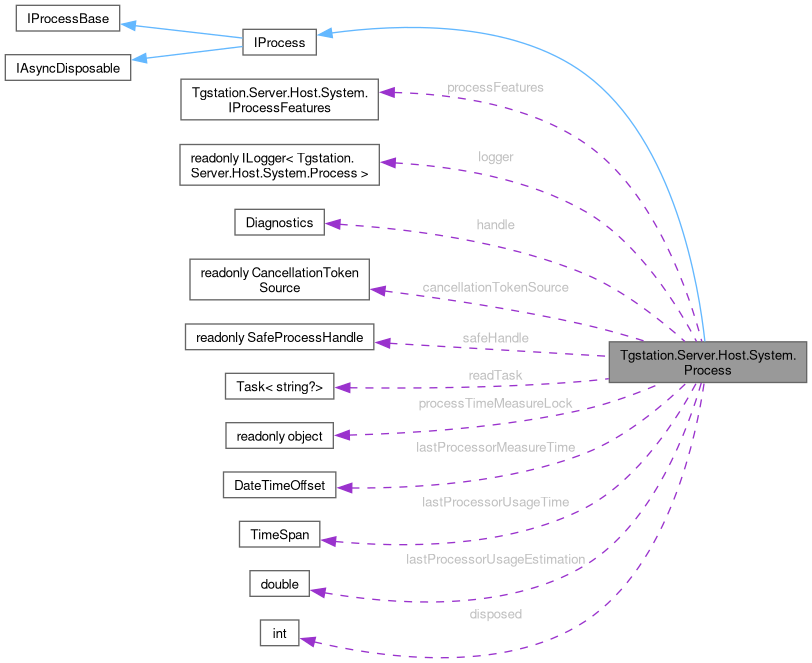 IProcessBase
IProcess
IAsyncDisposable
Tgstation.Server.Host.System.
IProcessFeatures
processFeatures
readonly ILogger< Tgstation.
Server.Host.System.Process >
logger
Diagnostics
handle
readonly CancellationToken
Source
cancellationTokenSource
readonly SafeProcessHandle
safeHandle
Tgstation.Server.Host.System.
Process
Task< string?>
readTask
readonly object
processTimeMeasureLock
DateTimeOffset
lastProcessorMeasureTime
TimeSpan
lastProcessorUsageTime
double
lastProcessorUsageEstimation
int
disposed